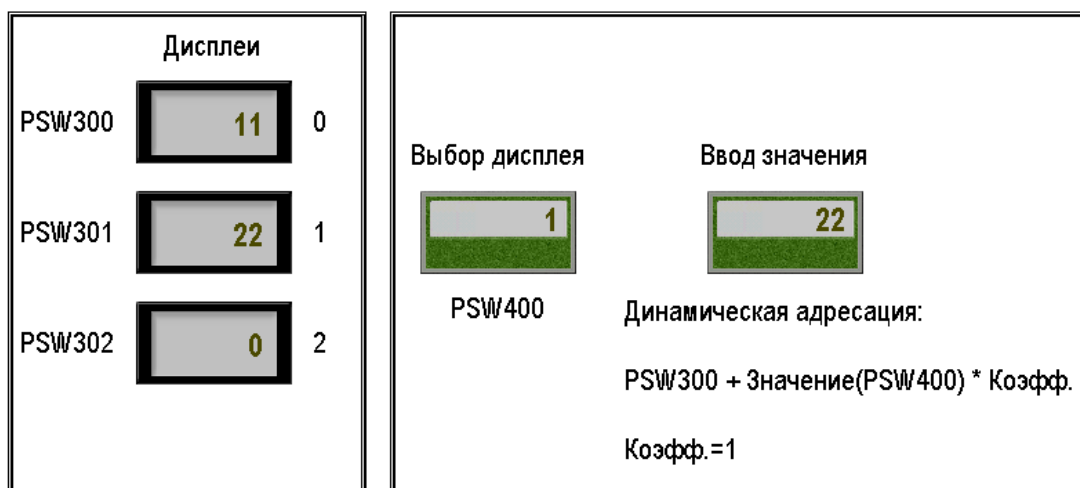 Дисплеи
PSW300 11 0
PSW301 22 1
PSW302 0 2
Выбор дисплея Ввод значения
1 22
PSW400
Динамическая адресация:
PSW300 + Значение(PSW400) * Коэфф.
Коэфф.=1